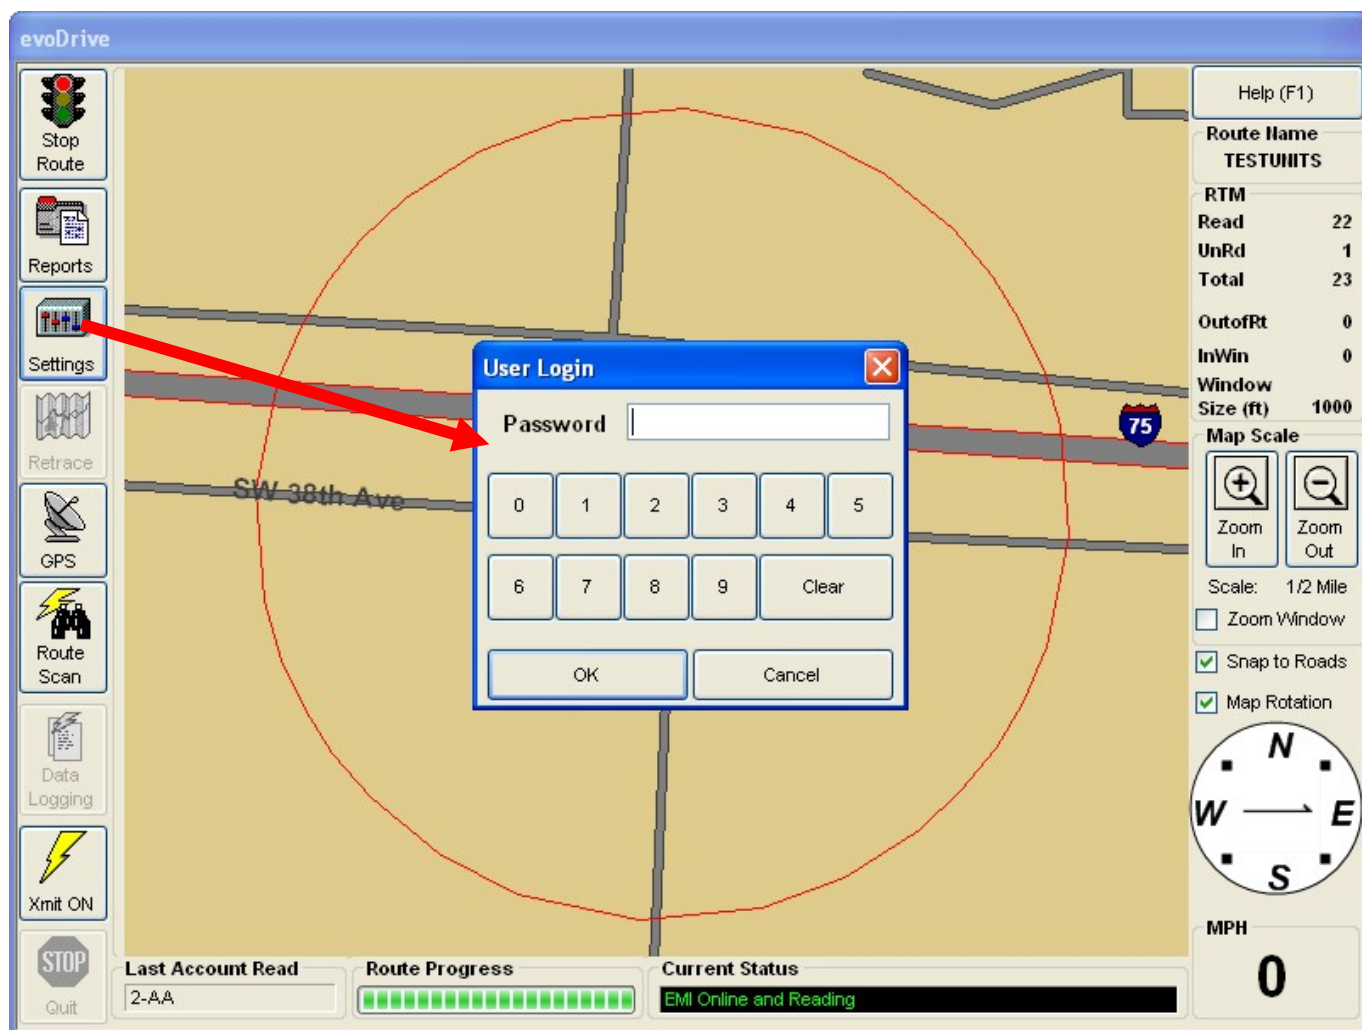 evoDrive
Stop
Route
Reports
Settings
Retrace
GPS
Route
Scan
Data
Logging
Xmit ON
STOP
Quit
SW 38th Ave
75
User Login
Password
0 1 2 3 4 5
6 7 8 9 Clear
OK Cancel
Last Account Read
2-AA
Route Progress
Current Status
EMI Online and Reading
Help (F1)
Route Name
TESTUNITS
RTM
Read 22
UnRd 1
Total 23
OutofRt 0
InWin 0
Window
Size (ft) 1000
Map Scale
Zoom
In
Zoom
Out
Scale: 1/2 Mile
Zoom Window
Snap to Roads
Map Rotation
N
W E
S
MPH
0